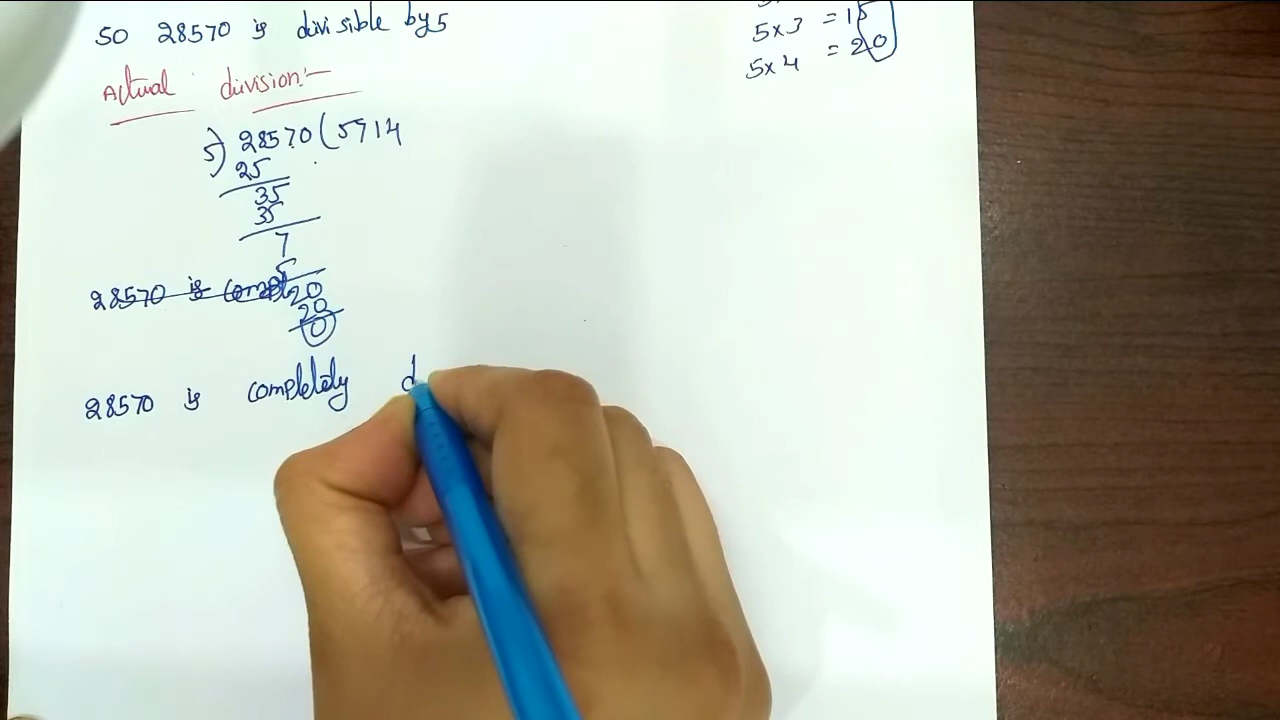 so 28570 is divisible by 5
5x3 = 15
5x4 = 20
Actual division:-
5) 28570 ( 5714
25
35
35
7
5
28570 is compl
20
20
0
28570 is completely d